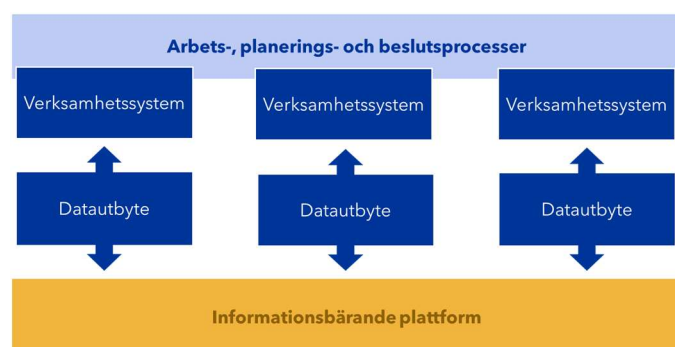 Arbets-, planerings- och beslutsprocesser
Verksamhetssystem
Verksamhetssystem
Verksamhetssystem
Datautbyte
Datautbyte
Datautbyte
Informationsbärande plattform